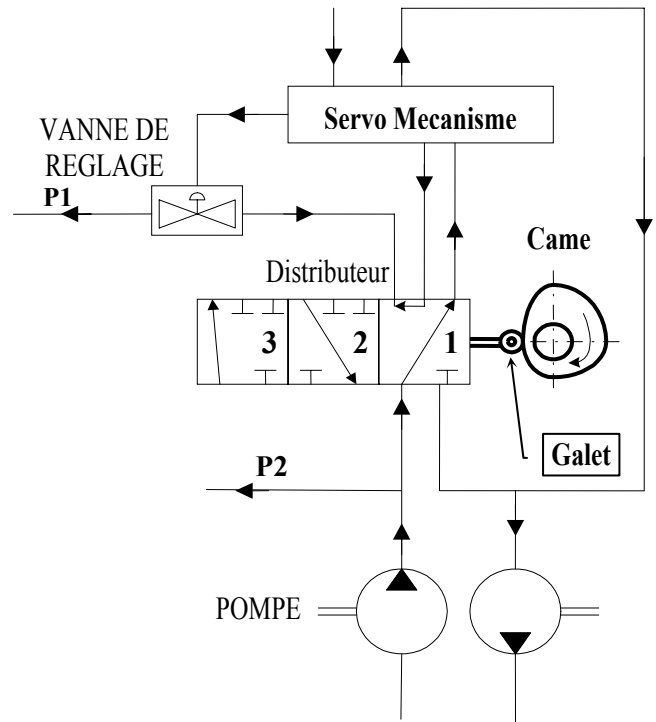 Servo Mecanisme
VANNE DE
REGLAGE
P1
Came
Distributeur
3
2
1
Galet
P2
POMPE